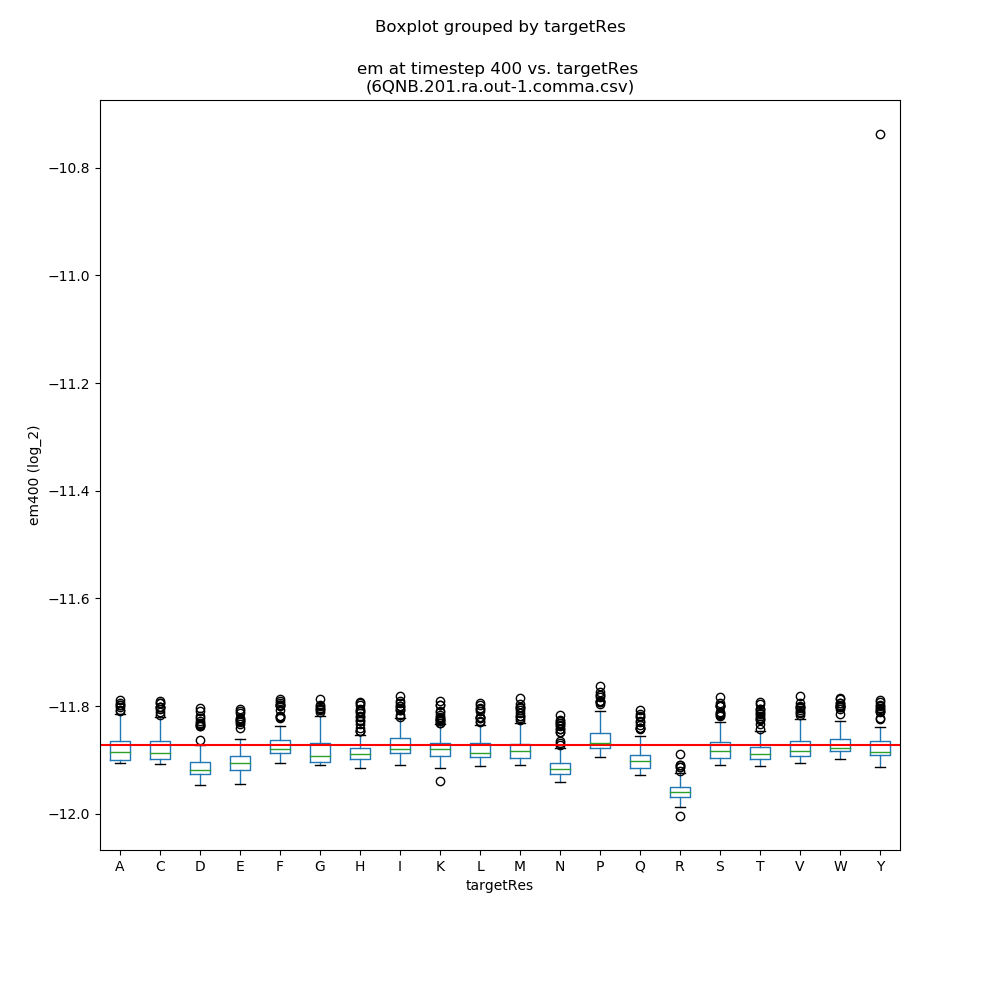 Boxplot grouped by targetRes
em at timestep 400 vs. targetRes
(6QNB.201.ra.out-1.comma.csv)
−10.8
−11.0
−11.2
−11.4
−11.6
−11.8
−12.0
em400 (log_2)
A C D E F G H I K L M N P Q R S T V W Y
targetRes